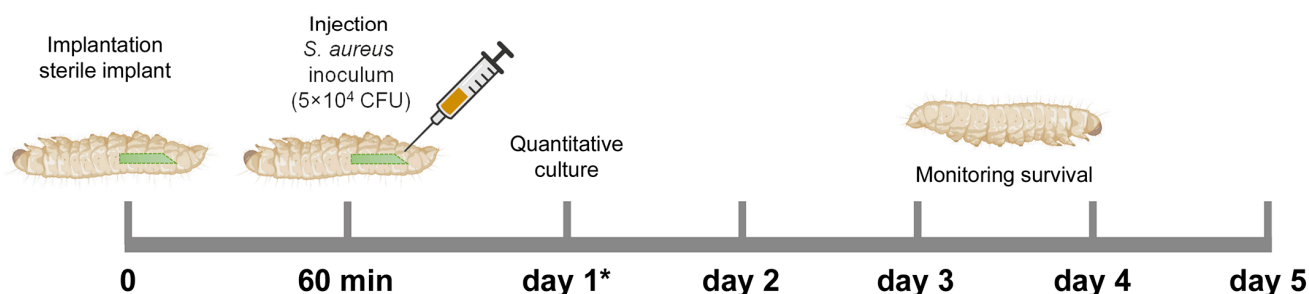 Implantation
sterile implant
Injection
S. aureus
inoculum
(5×10⁴ CFU)
Quantitative
culture
Monitoring survival
0
60 min
day 1*
day 2
day 3
day 4
day 5